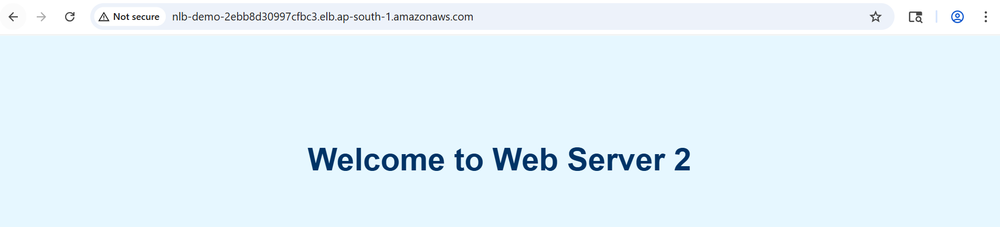 Not secure nlb-demo-2ebb8d30997cfbc3.elb.ap-south-1.amazonaws.com
Welcome to Web Server 2